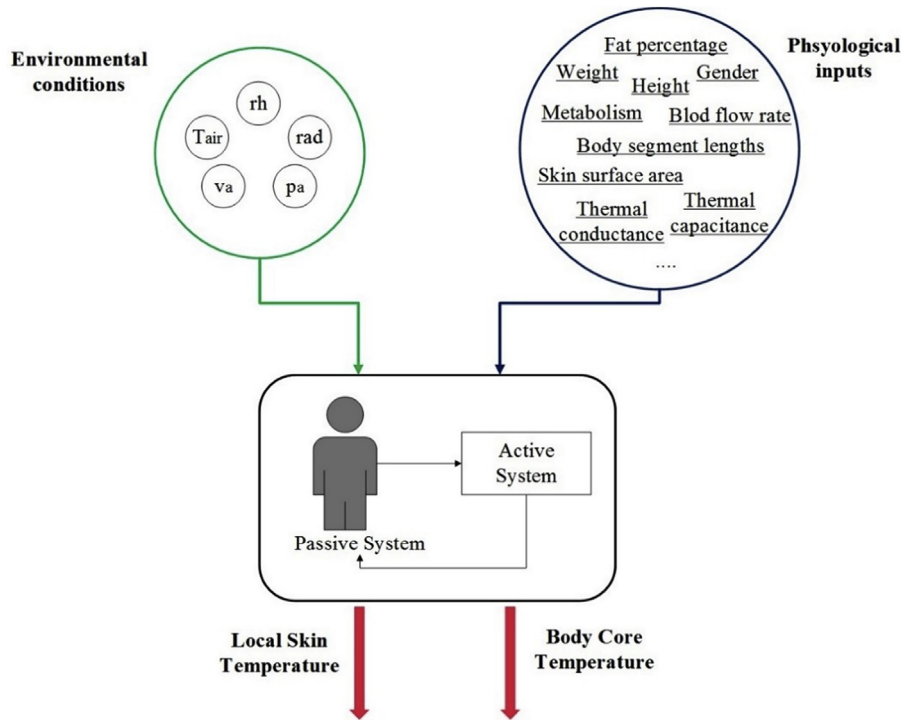 Environmental
conditions
rh
Tair
rad
va
pa
Phsyological
inputs
Fat percentage
Weight
Height
Gender
Metabolism
Blod flow rate
Body segment lengths
Skin surface area
Thermal
conductance
Thermal
capacitance
....
Active
System
Passive System
Local Skin
Temperature
Body Core
Temperature